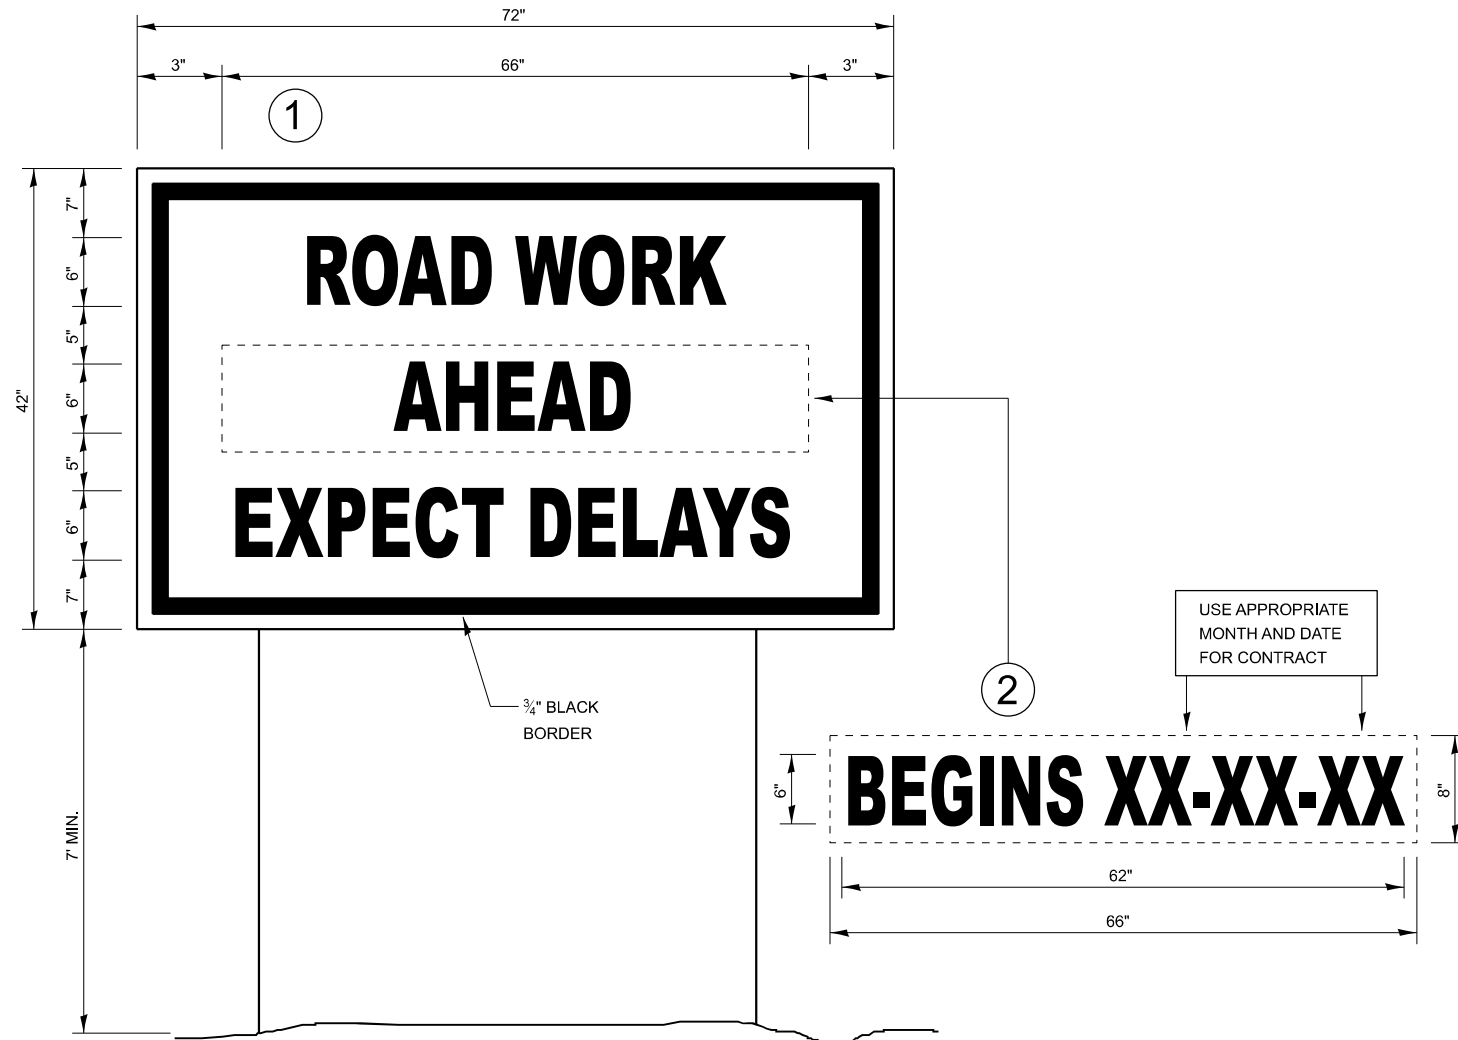 72"
3"
66"
3"
1
7"
6"
5"
6"
5"
6"
7"
42"
ROAD WORK
AHEAD
EXPECT DELAYS
¾" BLACK
BORDER
7' MIN.
2
USE APPROPRIATE
MONTH AND DATE
FOR CONTRACT
6"
BEGINS XX-XX-XX
8"
62"
66"